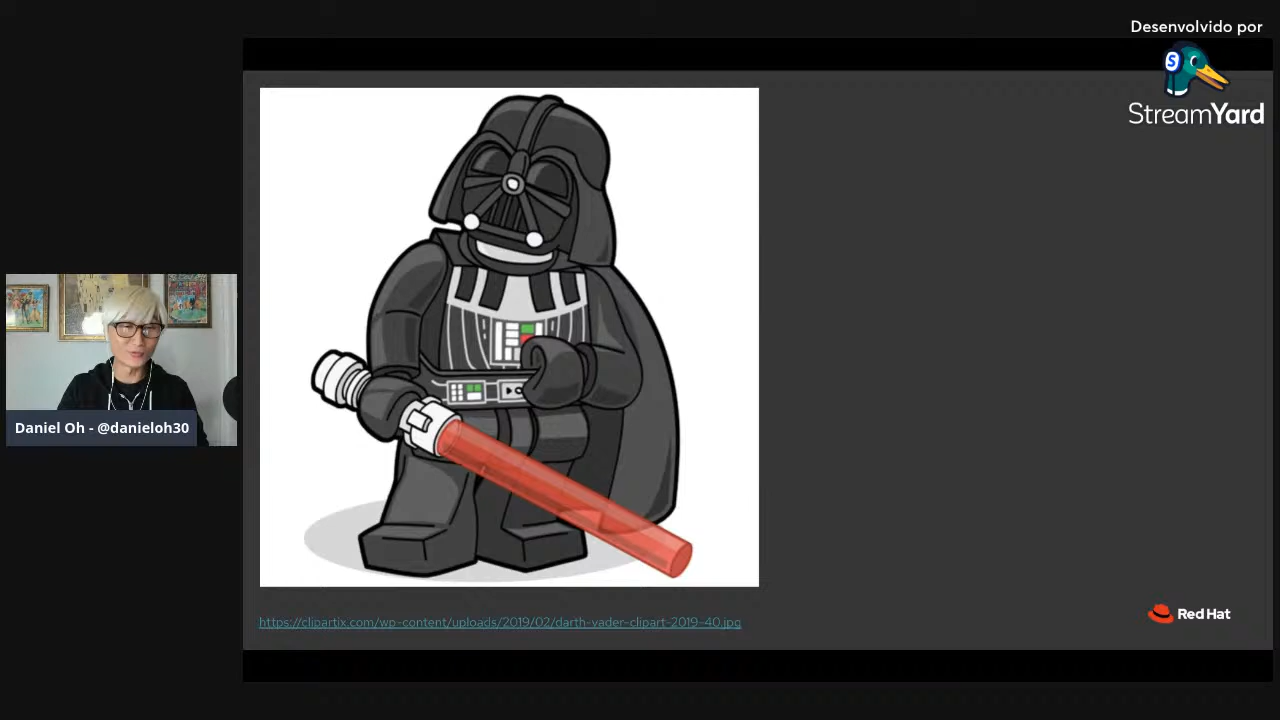 Desenvolvido por
StreamYard
Daniel Oh - @danieloh30
https://clipartix.com/wp-content/uploads/2019/02/darth-vader-clipart-2019-40.jpg
Red Hat